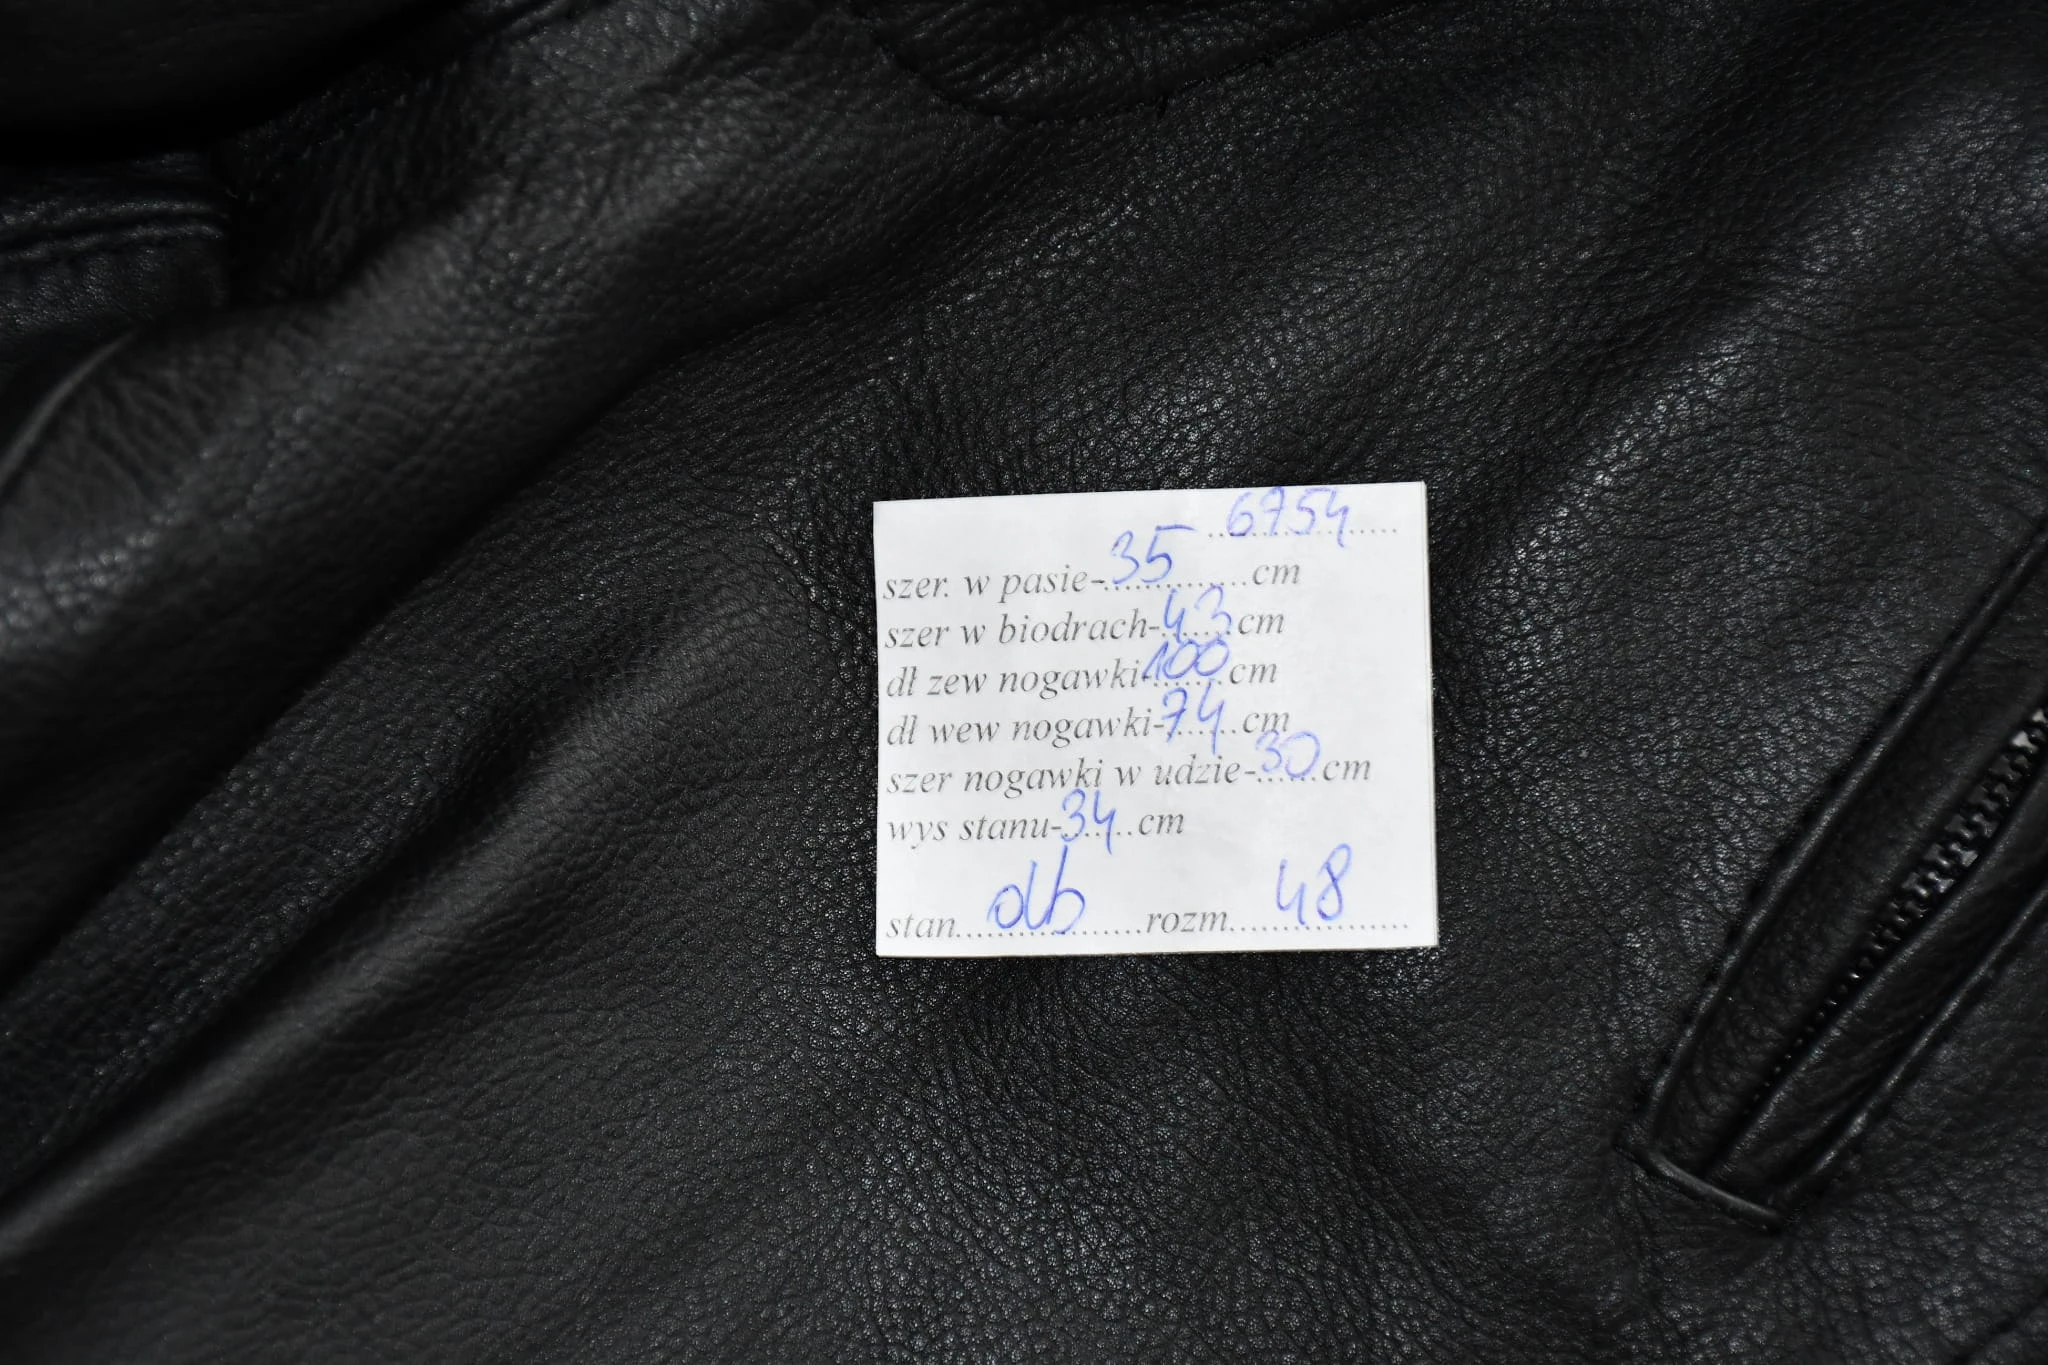 6754
szer. w pasie-35cm
szer w biodrach-43cm
dł zew nogawki-100cm
dł wew nogawki-74cm
szer nogawki w udzie-30cm
wys stanu-34cm
stan db rozm 48